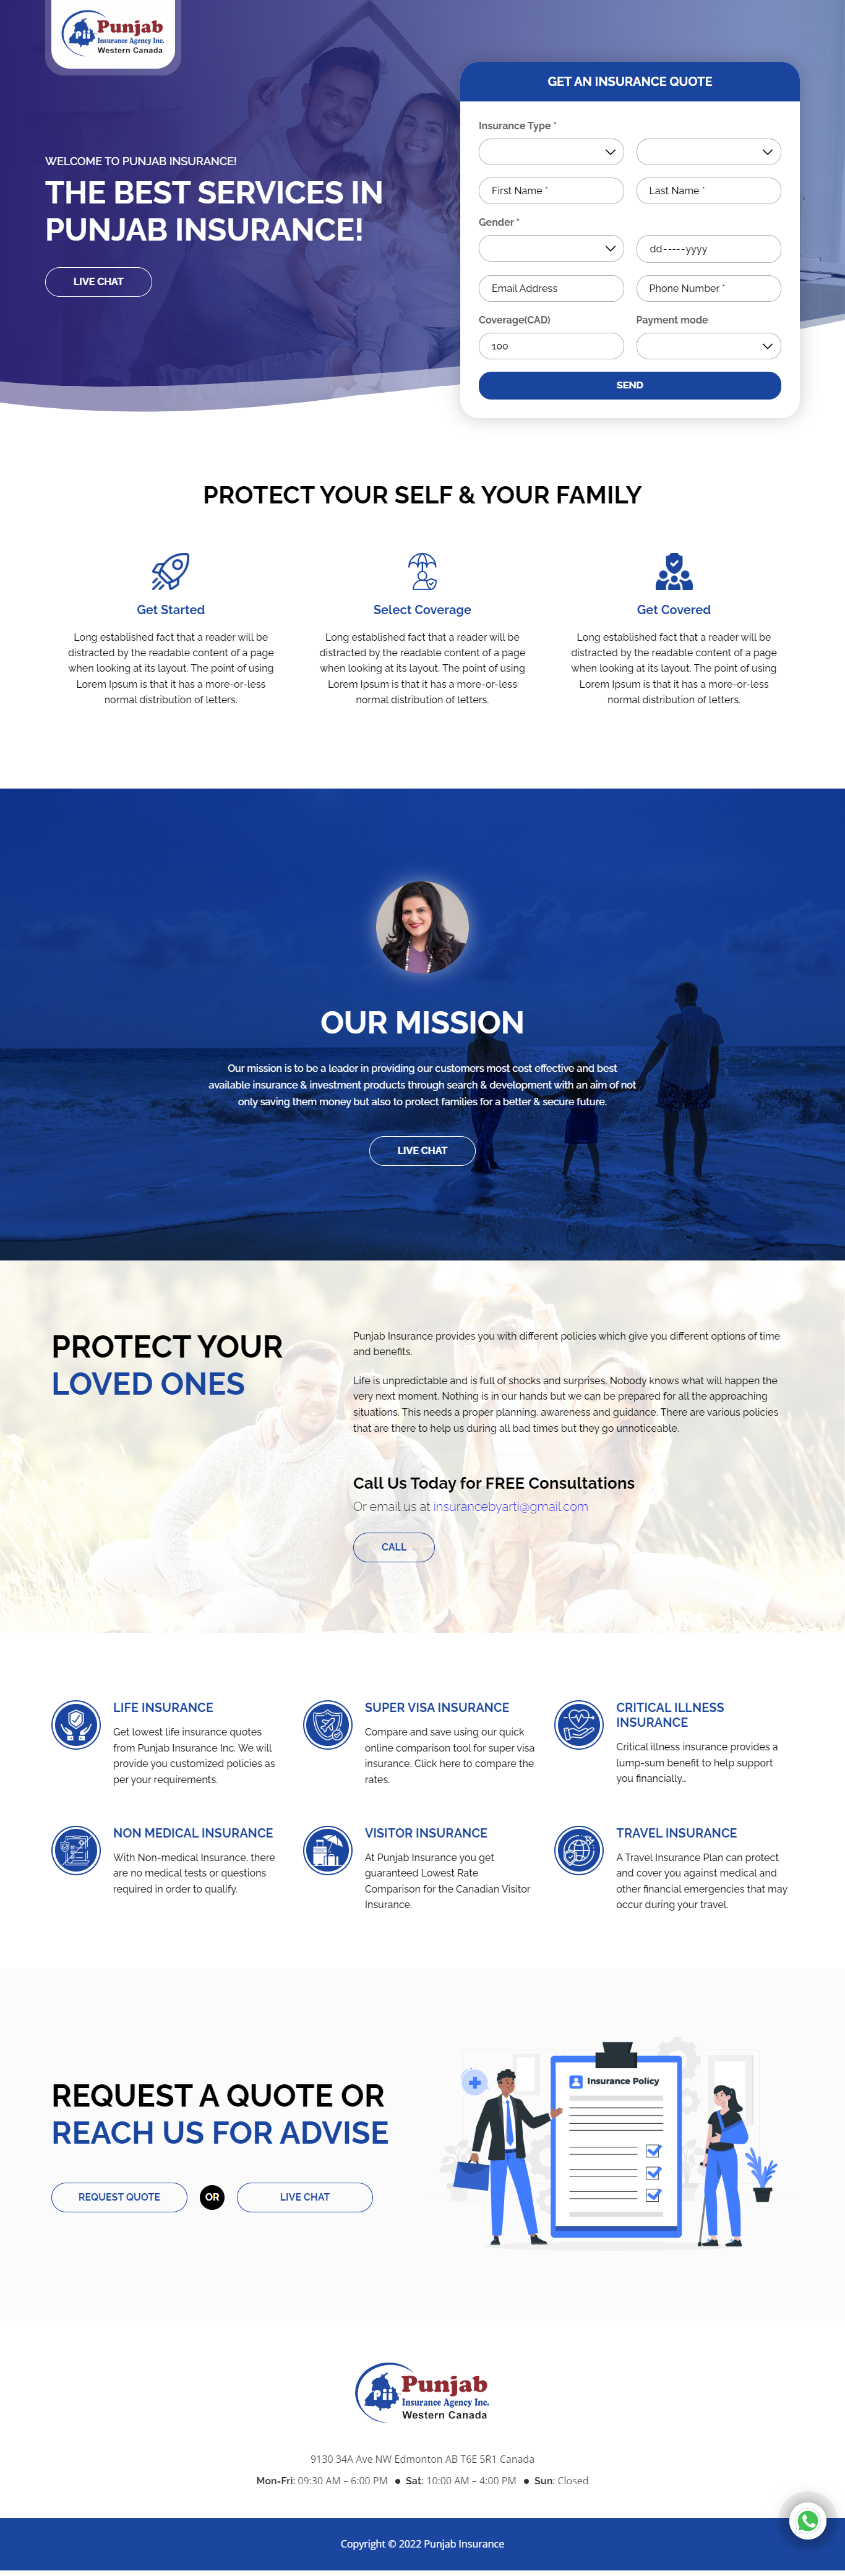 Pii Punjab
Insurance Agency Inc.
Western Canada
WELCOME TO PUNJAB INSURANCE!
THE BEST SERVICES IN
PUNJAB INSURANCE!
LIVE CHAT
GET AN INSURANCE QUOTE
Insurance Type *
First Name *
Last Name *
Gender *
dd-----yyyy
Email Address
Phone Number *
Coverage(CAD)
Payment mode
100
SEND
PROTECT YOUR SELF & YOUR FAMILY
Get Started
Long established fact that a reader will be
distracted by the readable content of a page
when looking at its layout. The point of using
Lorem Ipsum is that it has a more-or-less
normal distribution of letters.
Select Coverage
Long established fact that a reader will be
distracted by the readable content of a page
when looking at its layout. The point of using
Lorem Ipsum is that it has a more-or-less
normal distribution of letters.
Get Covered
Long established fact that a reader will be
distracted by the readable content of a page
when looking at its layout. The point of using
Lorem Ipsum is that it has a more-or-less
normal distribution of letters.
OUR MISSION
Our mission is to be a leader in providing our customers most cost effective and best
available insurance & investment products through search & development with an aim of not
only saving them money but also to protect families for a better & secure future.
LIVE CHAT
PROTECT YOUR
LOVED ONES
Punjab Insurance provides you with different policies which give you different options of time
and benefits.
Life is unpredictable and is full of shocks and surprises. Nobody knows what will happen the
very next moment. Nothing is in our hands but we can be prepared for all the approaching
situations. This needs a proper planning, awareness and guidance. There are various policies
that are there to help us during all bad times but they go unnoticeable.
Call Us Today for FREE Consultations
Or email us at insurancebyarti@gmail.com
CALL
LIFE INSURANCE
Get lowest life insurance quotes
from Punjab Insurance Inc. We will
provide you customized policies as
per your requirements.
SUPER VISA INSURANCE
Compare and save using our quick
online comparison tool for super visa
insurance. Click here to compare the
rates.
CRITICAL ILLNESS
INSURANCE
Critical illness insurance provides a
lump-sum benefit to help support
you financially...
NON MEDICAL INSURANCE
With Non-medical Insurance, there
are no medical tests or questions
required in order to qualify.
VISITOR INSURANCE
At Punjab Insurance you get
guaranteed Lowest Rate
Comparison for the Canadian Visitor
Insurance.
TRAVEL INSURANCE
A Travel Insurance Plan can protect
and cover you against medical and
other financial emergencies that may
occur during your travel.
REQUEST A QUOTE OR
REACH US FOR ADVISE
REQUEST QUOTE
OR
LIVE CHAT
Insurance Policy
Pii Punjab
Insurance Agency Inc.
Western Canada
9130 34A Ave NW Edmonton AB T6E 5R1 Canada
Mon-Fri: 09:30 AM – 6:00 PM ● Sat: 10:00 AM – 4:00 PM ● Sun: Closed
Copyright © 2022 Punjab Insurance